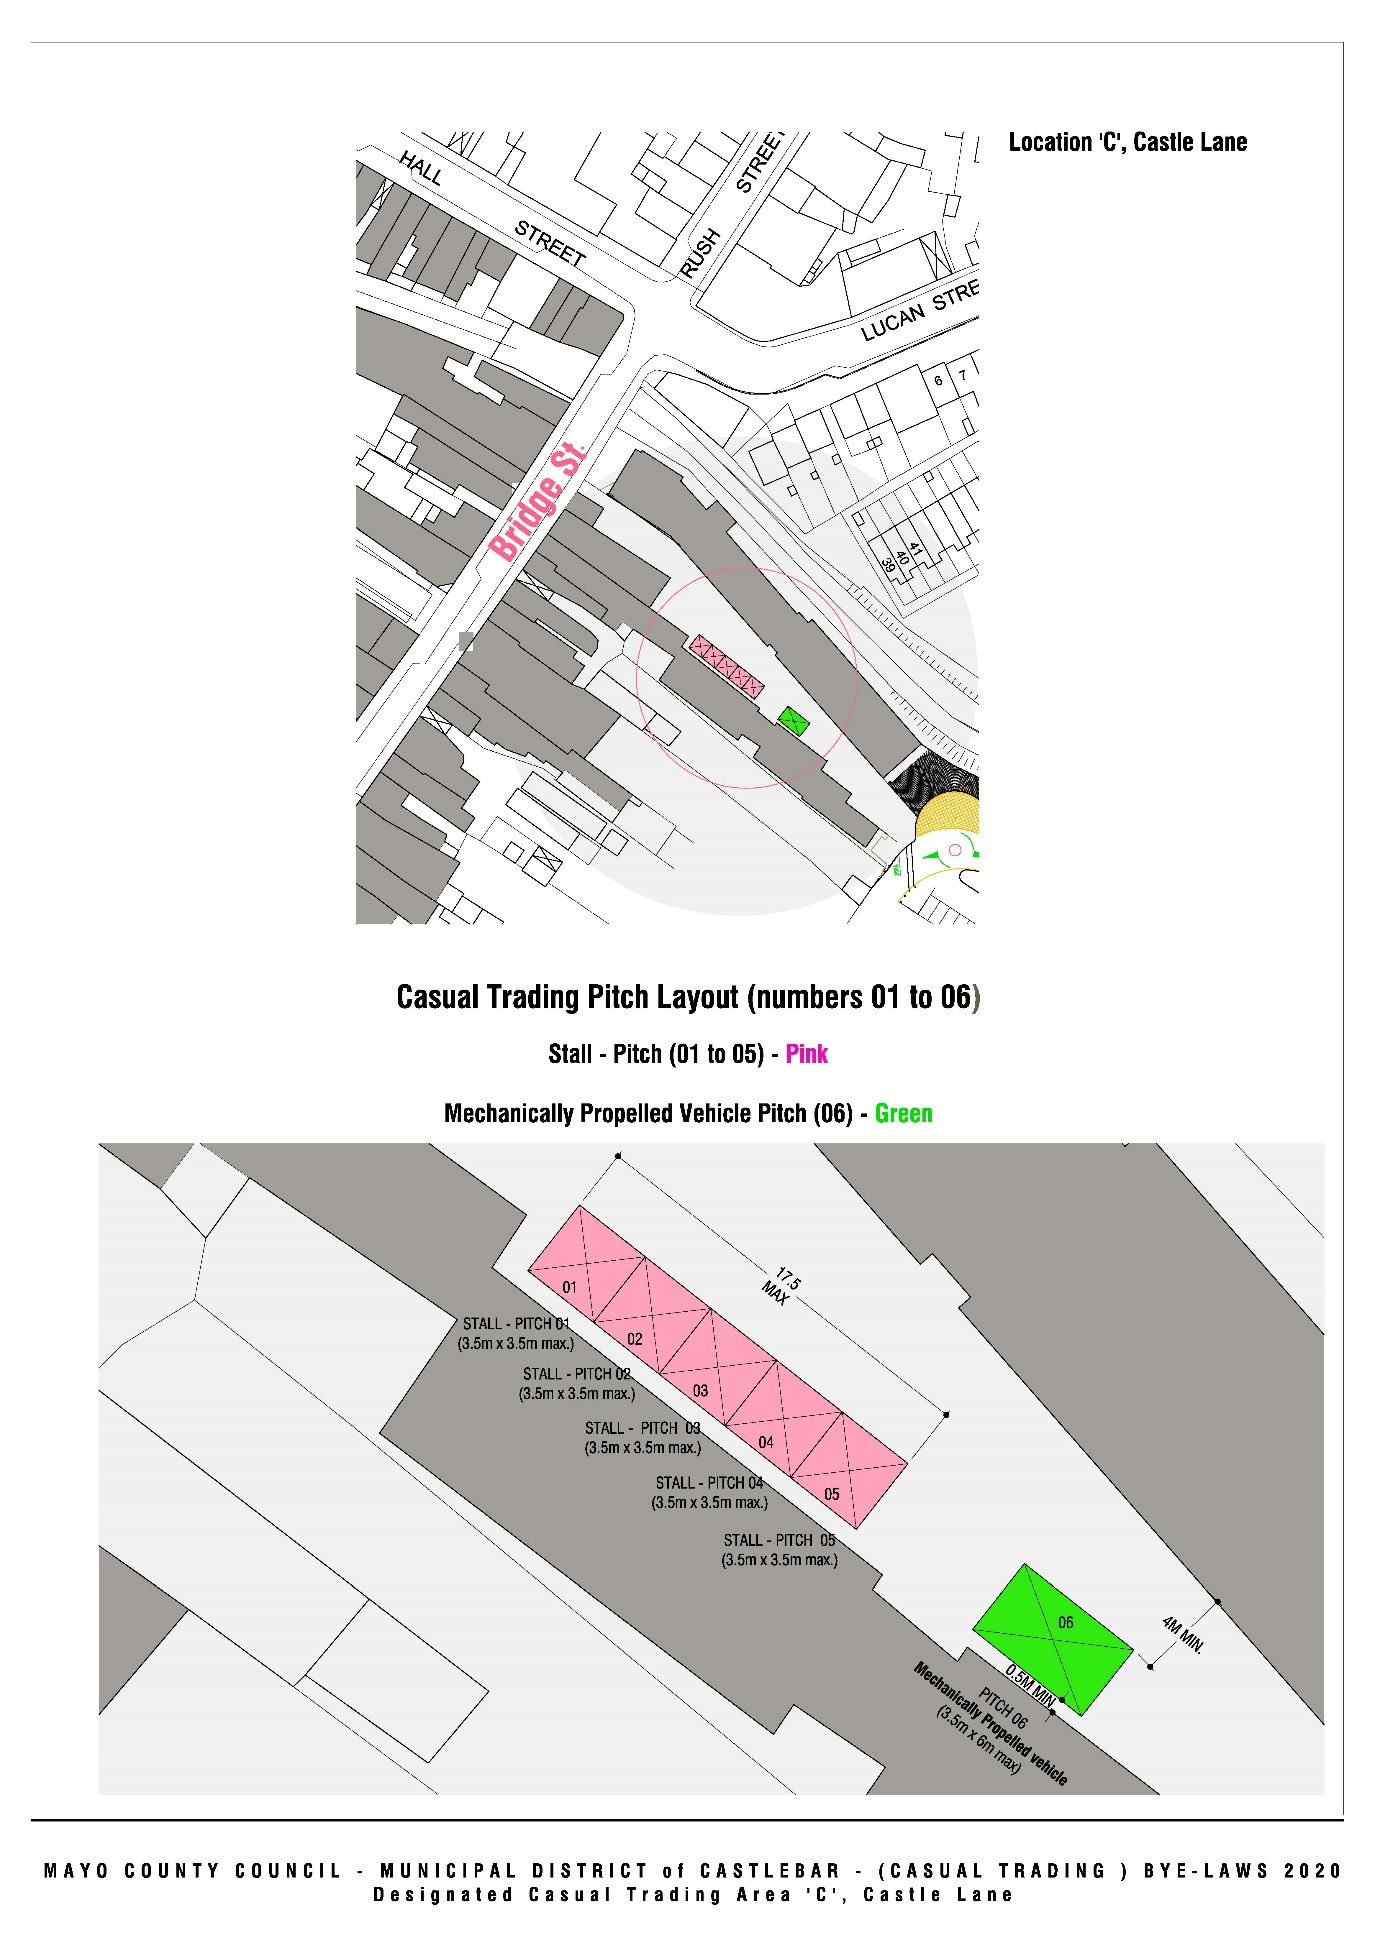 Location 'C', Castle Lane
HALL
STREET
RUSH
STREET
LUCAN STRE
6
7
Bridge St.
39
40
41
Casual Trading Pitch Layout (numbers 01 to 06)
Stall - Pitch (01 to 05) - Pink
Mechanically Propelled Vehicle Pitch (06) - Green
17.5
MAX
01
STALL - PITCH 01
(3.5m x 3.5m max.)
02
STALL - PITCH 02
(3.5m x 3.5m max.)
03
STALL - PITCH 03
(3.5m x 3.5m max.)
04
STALL - PITCH 04
(3.5m x 3.5m max.)
05
STALL - PITCH 05
(3.5m x 3.5m max.)
06
4M MIN.
0.5M MIN
PITCH 06
Mechanically Propelled vehicle
(3.5m x 6m max)
MAYO COUNTY COUNCIL - MUNICIPAL DISTRICT of CASTLEBAR - (CASUAL TRADING ) BYE-LAWS 2020
Designated Casual Trading Area 'C', Castle Lane